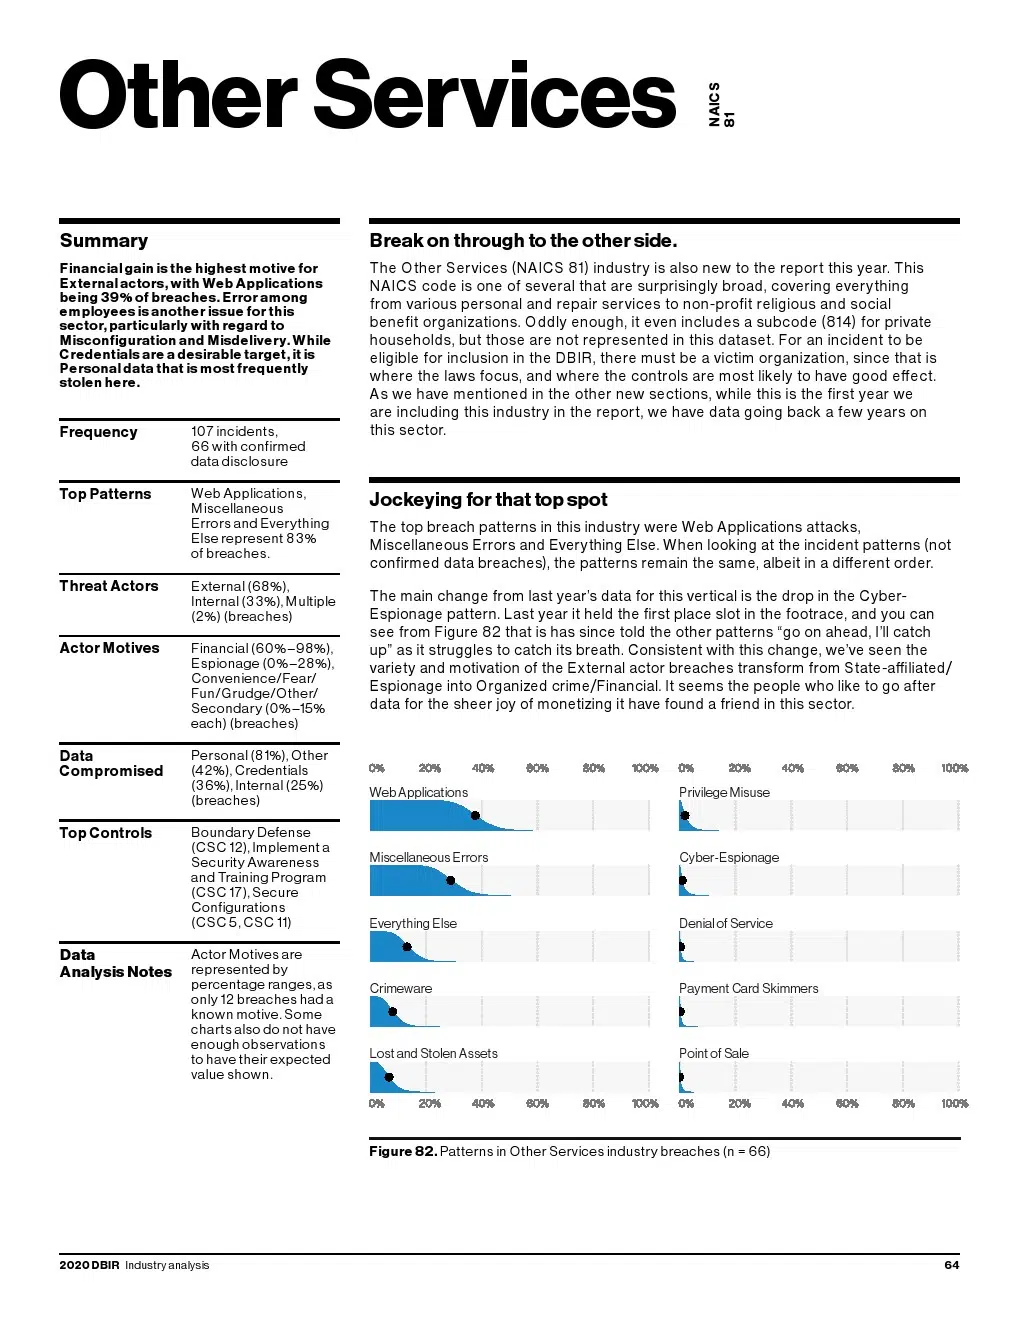 Other Services
NAICS
81
Summary
Financial gain is the highest motive for
External actors, with Web Applications
being 39% of breaches. Error among
employees is another issue for this
sector, particularly with regard to
Misconfiguration and Misdelivery. While
Credentials are a desirable target, it is
Personal data that is most frequently
stolen here.
Frequency
107 incidents,
66 with confirmed
data disclosure
Top Patterns
Web Applications,
Miscellaneous
Errors and Everything
Else represent 83%
of breaches.
Threat Actors
External (68%),
Internal (33%), Multiple
(2%) (breaches)
Actor Motives
Financial (60%–98%),
Espionage (0%–28%),
Convenience/Fear/
Fun/Grudge/Other/
Secondary (0%–15%
each) (breaches)
Data
Compromised
Personal (81%), Other
(42%), Credentials
(36%), Internal (25%)
(breaches)
Top Controls
Boundary Defense
(CSC 12), Implement a
Security Awareness
and Training Program
(CSC 17), Secure
Configurations
(CSC 5, CSC 11)
Data
Analysis Notes
Actor Motives are
represented by
percentage ranges, as
only 12 breaches had a
known motive. Some
charts also do not have
enough observations
to have their expected
value shown.
Break on through to the other side.
The Other Services (NAICS 81) industry is also new to the report this year. This
NAICS code is one of several that are surprisingly broad, covering everything
from various personal and repair services to non-profit religious and social
benefit organizations. Oddly enough, it even includes a subcode (814) for private
households, but those are not represented in this dataset. For an incident to be
eligible for inclusion in the DBIR, there must be a victim organization, since that is
where the laws focus, and where the controls are most likely to have good effect.
As we have mentioned in the other new sections, while this is the first year we
are including this industry in the report, we have data going back a few years on
this sector.
Jockeying for that top spot
The top breach patterns in this industry were Web Applications attacks,
Miscellaneous Errors and Everything Else. When looking at the incident patterns (not
confirmed data breaches), the patterns remain the same, albeit in a different order.
The main change from last year's data for this vertical is the drop in the Cyber-
Espionage pattern. Last year it held the first place slot in the footrace, and you can
see from Figure 82 that is has since told the other patterns “go on ahead, I'll catch
up” as it struggles to catch its breath. Consistent with this change, we've seen the
variety and motivation of the External actor breaches transform from State-affiliated/
Espionage into Organized crime/Financial. It seems the people who like to go after
data for the sheer joy of monetizing it have found a friend in this sector.
0% 20% 40% 60% 80% 100% 0% 20% 40% 60% 80% 100%
Web Applications
Privilege Misuse
Miscellaneous Errors
Cyber-Espionage
Everything Else
Denial of Service
Crimeware
Payment Card Skimmers
Lost and Stolen Assets
Point of Sale
0% 20% 40% 60% 80% 100% 0% 20% 40% 60% 80% 100%
Figure 82. Patterns in Other Services industry breaches (n = 66)
2020 DBIR Industry analysis
64